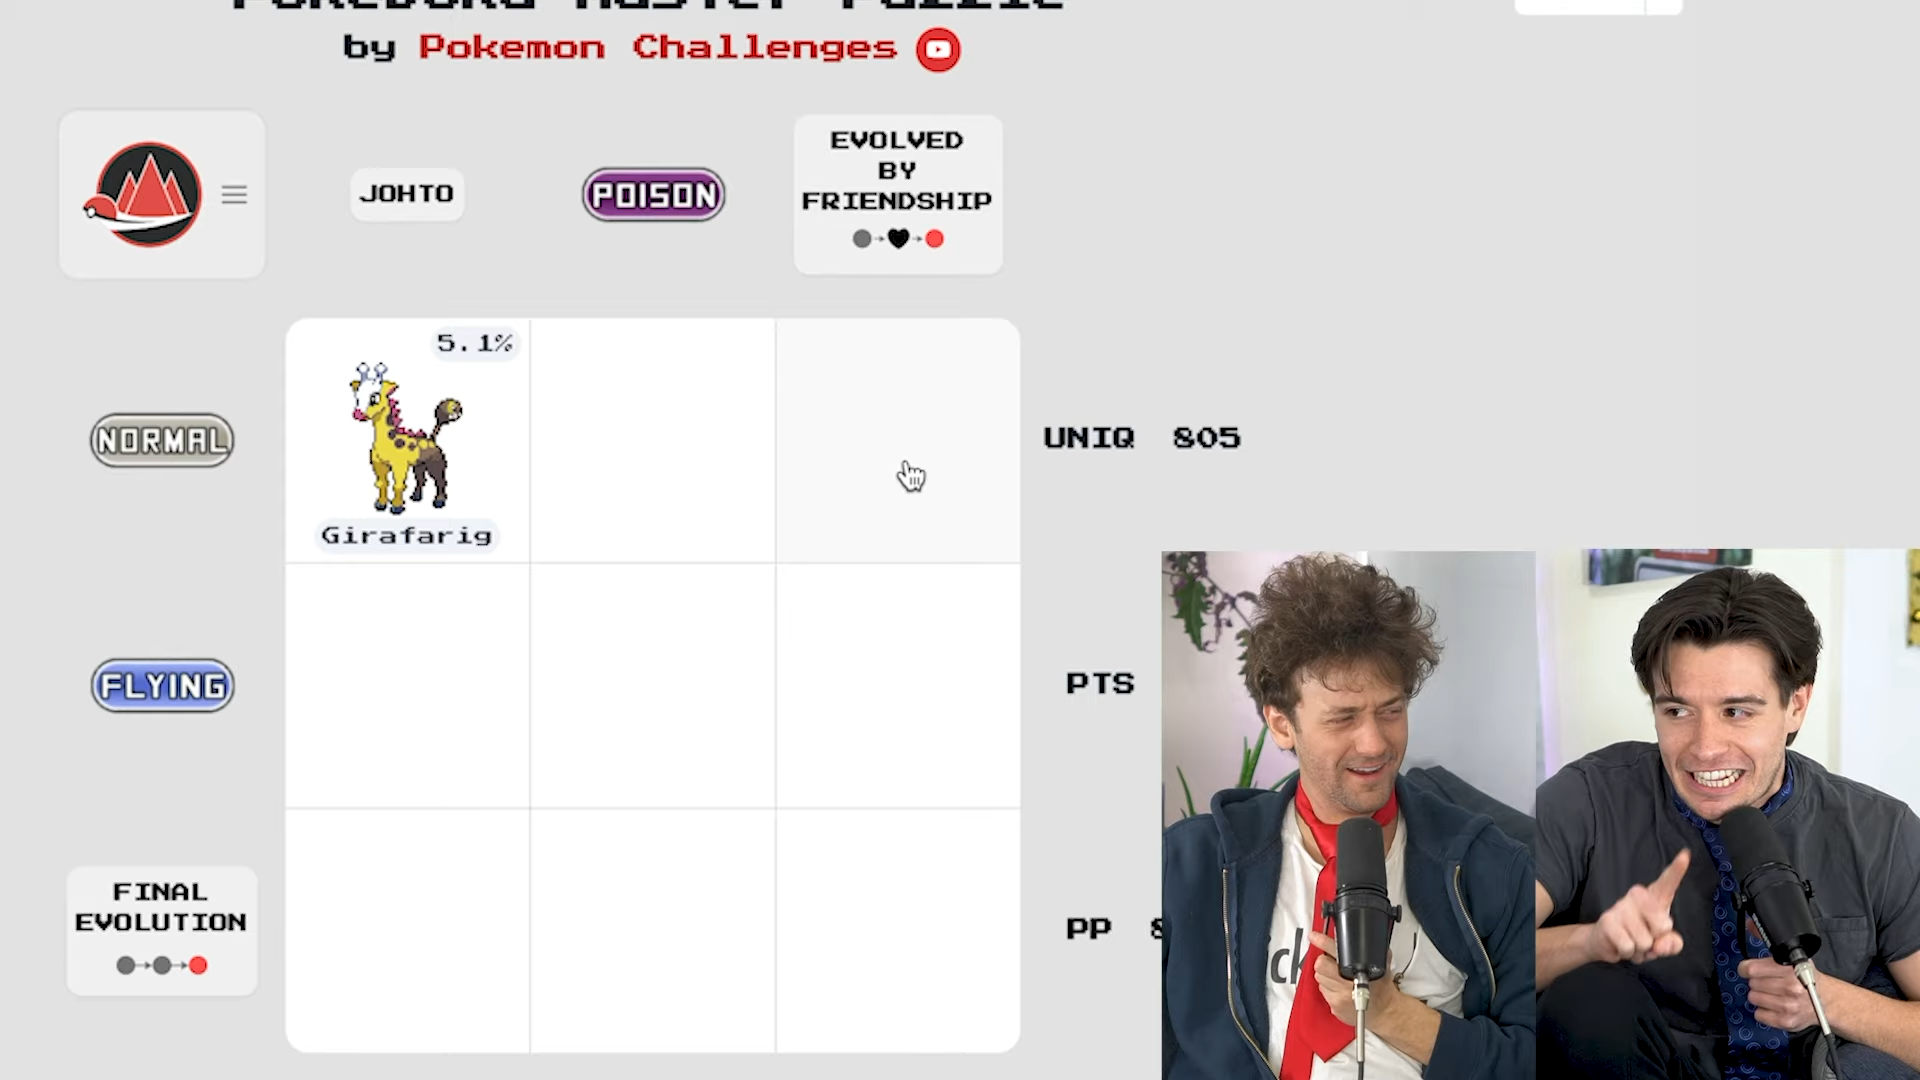 by Pokemon Challenges
JOHTO
POISON
EVOLVED
BY
FRIENDSHIP
NORMAL
5.1%
Girafarig
UNIQ 805
FLYING
PTS
FINAL
EVOLUTION
PP